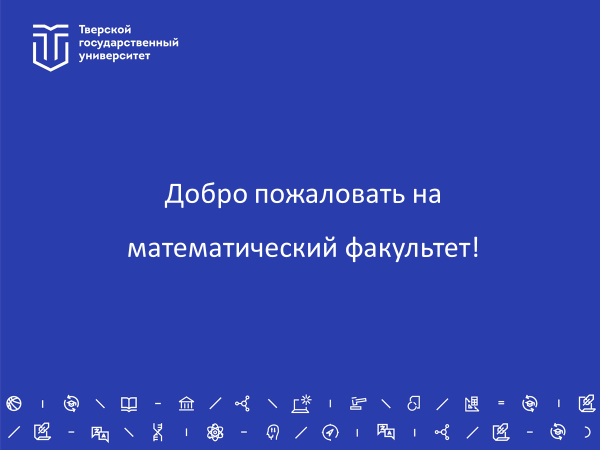 Тверской
государственный
университет
Добро пожаловать на
математический факультет!